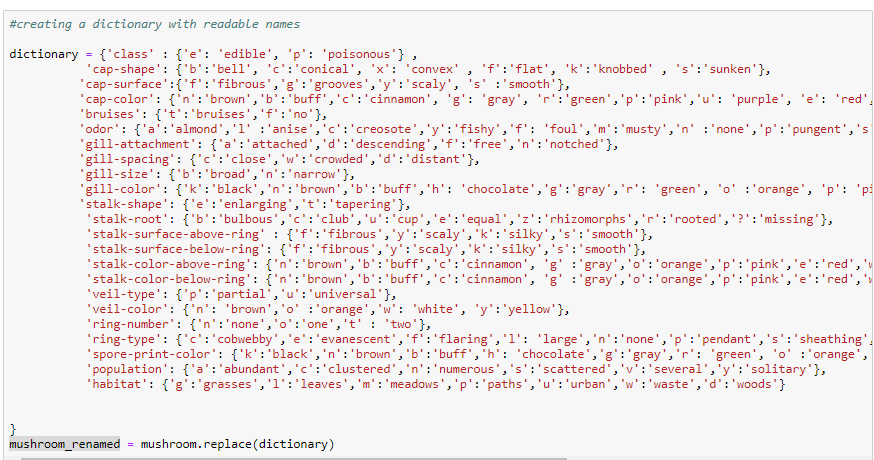 #creating a dictionary with readable names
dictionary = {'class' : {'e': 'edible', 'p': 'poisonous'} ,
'cap-shape': {'b':'bell', 'c':'conical', 'x': 'convex' , 'f':'flat', 'k':'knobbed' , 's':'sunken'},
'cap-surface':{'f':'fibrous','g':'grooves','y':'scaly', 's' :'smooth'},
'cap-color': {'n':'brown','b':'buff','c':'cinnamon', 'g': 'gray', 'r':'green','p':'pink','u': 'purple', 'e': 'red',
'bruises': {'t':'bruises','f':'no'},
'odor': {'a':'almond','l' :'anise','c':'creosote','y':'fishy','f': 'foul','m':'musty','n' :'none','p':'pungent','s
'gill-attachment': {'a':'attached','d':'descending','f':'free','n':'notched'},
'gill-spacing': {'c':'close','w':'crowded','d':'distant'},
'gill-size': {'b':'broad','n':'narrow'},
'gill-color': {'k':'black','n':'brown','b':'buff','h': 'chocolate','g':'gray','r': 'green', 'o' :'orange', 'p': 'pi
'stalk-shape': {'e':'enlarging','t':'tapering'},
'stalk-root': {'b':'bulbous','c':'club','u':'cup','e':'equal','z':'rhizomorphs','r':'rooted','?':'missing'},
'stalk-surface-above-ring' : {'f':'fibrous','y':'scaly','k':'silky','s':'smooth'},
'stalk-surface-below-ring': {'f':'fibrous','y':'scaly','k':'silky','s':'smooth'},
'stalk-color-above-ring': {'n':'brown','b':'buff','c':'cinnamon', 'g' :'gray','o':'orange','p':'pink','e':'red','w
'stalk-color-below-ring': {'n':'brown','b':'buff','c':'cinnamon', 'g' :'gray','o':'orange','p':'pink','e':'red','w
'veil-type': {'p':'partial','u':'universal'},
'veil-color': {'n': 'brown','o' :'orange','w': 'white', 'y':'yellow'},
'ring-number': {'n':'none','o':'one','t' : 'two'},
'ring-type': {'c':'cobwebby','e':'evanescent','f':'flaring','l': 'large','n':'none','p':'pendant','s':'sheathing',
'spore-print-color': {'k':'black','n':'brown','b':'buff','h': 'chocolate','g':'gray','r': 'green', 'o' :'orange',
'population': {'a':'abundant','c':'clustered','n':'numerous','s':'scattered','v':'several','y':'solitary'},
'habitat': {'g':'grasses','l':'leaves','m':'meadows','p':'paths','u':'urban','w':'waste','d':'woods'}
}
mushroom_renamed = mushroom.replace(dictionary)